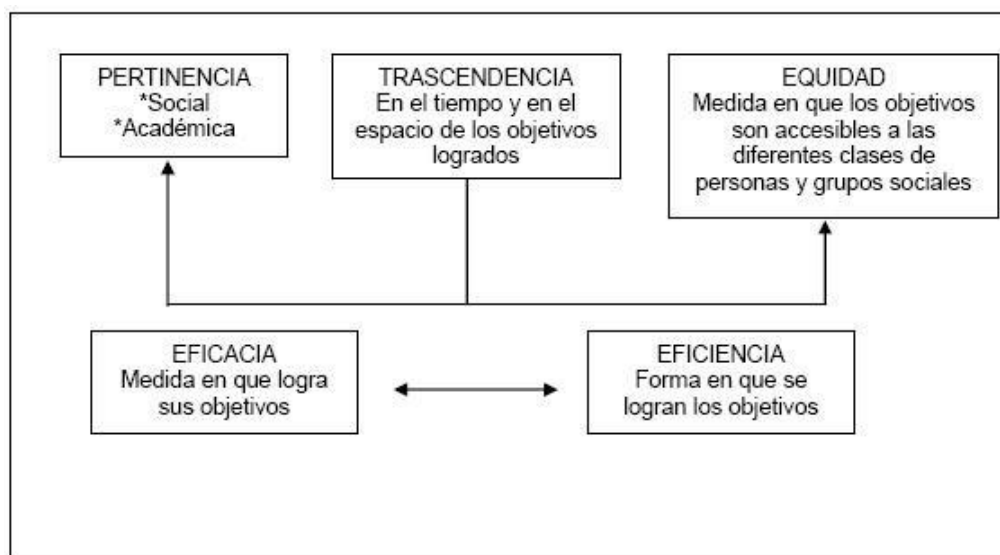 PERTINENCIA
*Social
*Académica
TRASCENDENCIA
En el tiempo y en el
espacio de los objetivos
logrados
EQUIDAD
Medida en que los objetivos
son accesibles a las
diferentes clases de
personas y grupos sociales
EFICACIA
Medida en que logra
sus objetivos
EFICIENCIA
Forma en que se
logran los objetivos